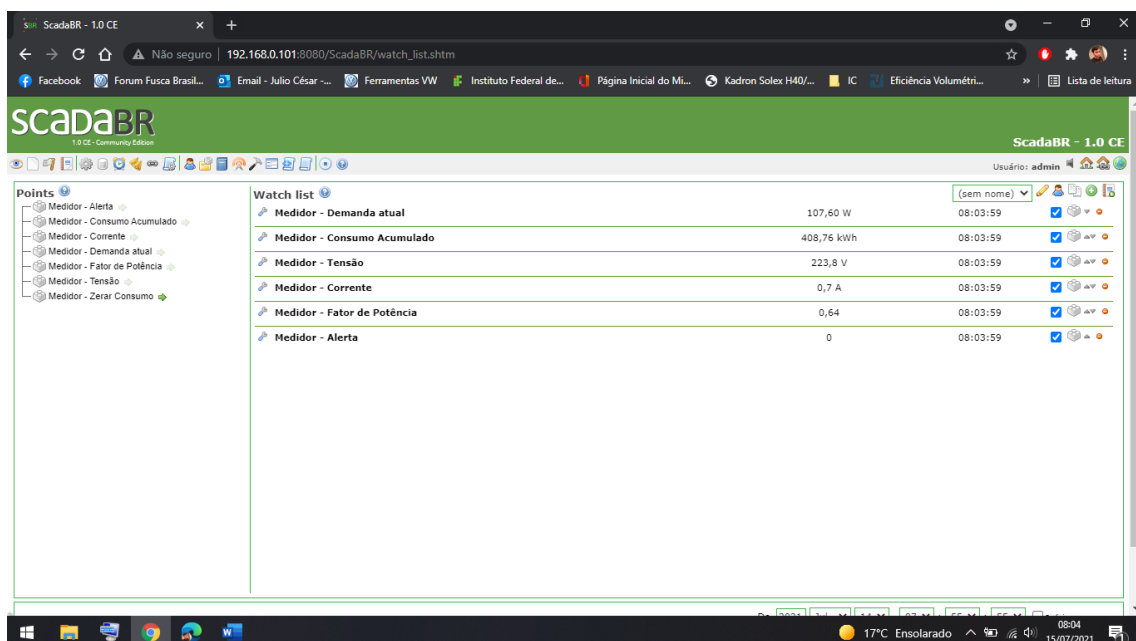 SBR ScadaBR - 1.0 CE
Não seguro | 192.168.0.101:8080/ScadaBR/watch_list.shtm
Facebook Forum Fusca Brasil... Email - Julio César -... Ferramentas VW Instituto Federal de... Página Inicial do Mi... Kadron Solex H40/... IC Eficiência Volumétri... » Lista de leitura
SCADABR
1.0 CE - Community Edition
ScadaBR - 1.0 CE
Usuário: admin
Points
Medidor - Alerta
Medidor - Consumo Acumulado
Medidor - Corrente
Medidor - Demanda atual
Medidor - Fator de Potência
Medidor - Tensão
Medidor - Zerar Consumo
Watch list (sem nome)
Medidor - Demanda atual 107,60 W 08:03:59
Medidor - Consumo Acumulado 408,76 kWh 08:03:59
Medidor - Tensão 223,8 V 08:03:59
Medidor - Corrente 0,7 A 08:03:59
Medidor - Fator de Potência 0,64 08:03:59
Medidor - Alerta 0 08:03:59
17°C Ensolarado
08:04
15/07/2021